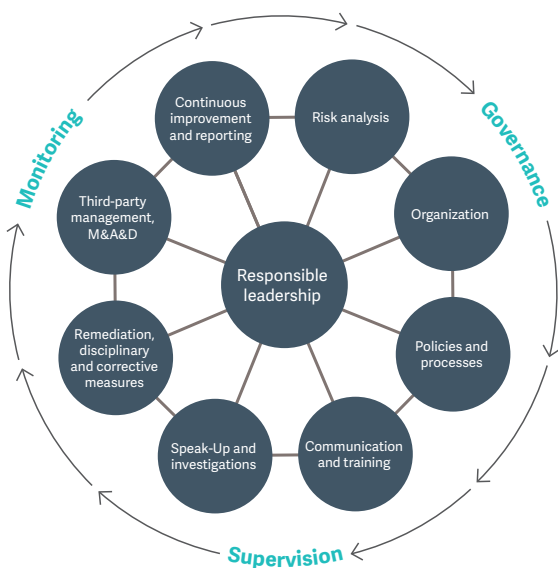 Continuous
improvement
and reporting
Risk analysis
Monitoring
Governance
Third-party
management,
M&A&D
Organization
Responsible
leadership
Remediation,
disciplinary
and corrective
measures
Policies and
processes
Speak-Up and
investigations
Communication
and training
Supervision